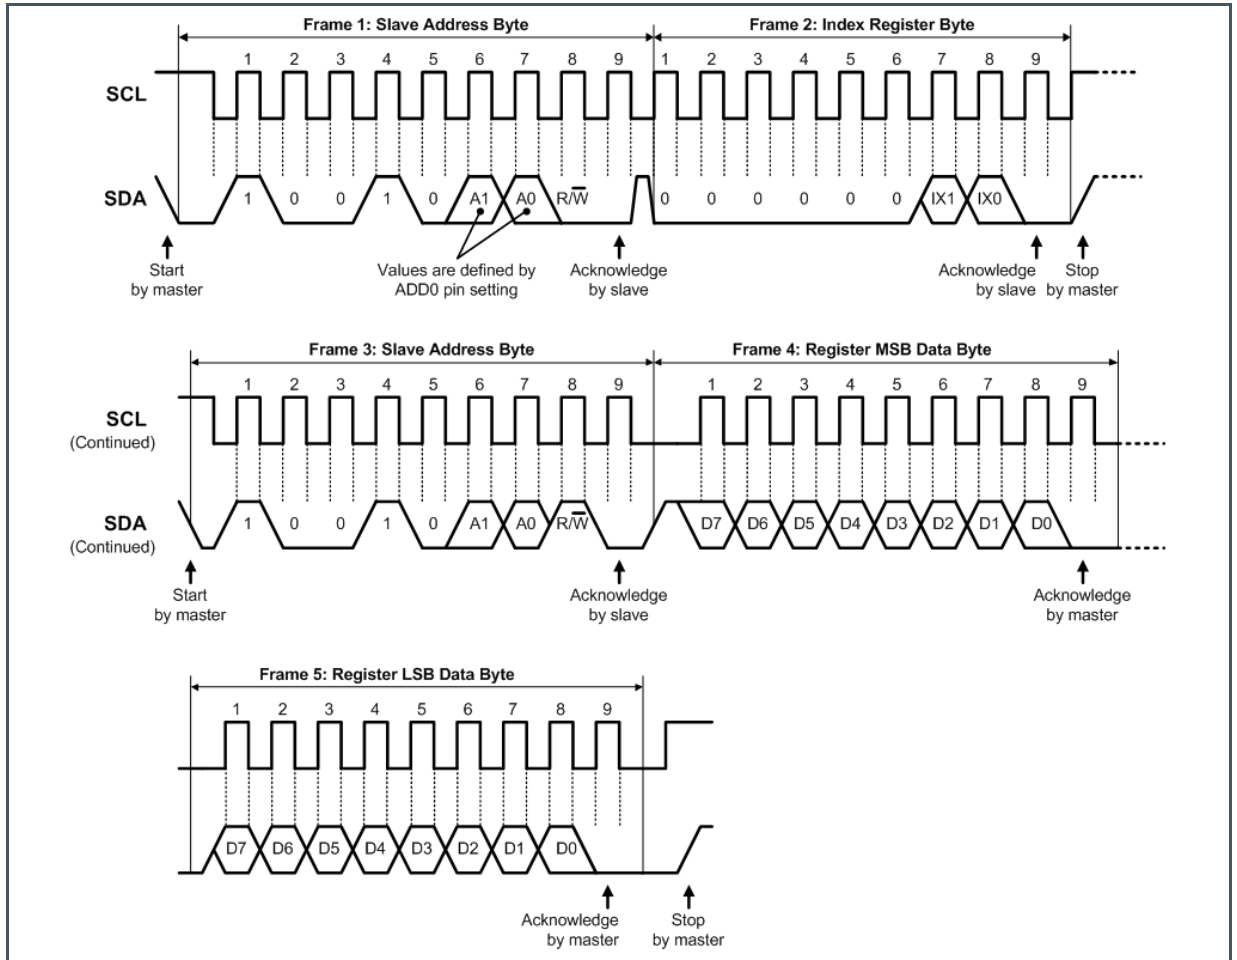 Frame 1: Slave Address Byte Frame 2: Index Register Byte
1 2 3 4 5 6 7 8 9 1 2 3 4 5 6 7 8 9
SCL
SDA 1 0 0 1 0 A1 A0 R/W̅ 0 0 0 0 0 0 IX1 IX0
Start Values are defined by Acknowledge Acknowledge Stop
by master ADD0 pin setting by slave by slave by master
Frame 3: Slave Address Byte Frame 4: Register MSB Data Byte
1 2 3 4 5 6 7 8 9 1 2 3 4 5 6 7 8 9
SCL
(Continued)
SDA 1 0 0 1 0 A1 A0 R/W̅ D7 D6 D5 D4 D3 D2 D1 D0
(Continued)
Start Acknowledge Acknowledge
by master by slave by master
Frame 5: Register LSB Data Byte
1 2 3 4 5 6 7 8 9
D7 D6 D5 D4 D3 D2 D1 D0
Acknowledge Stop
by master by master